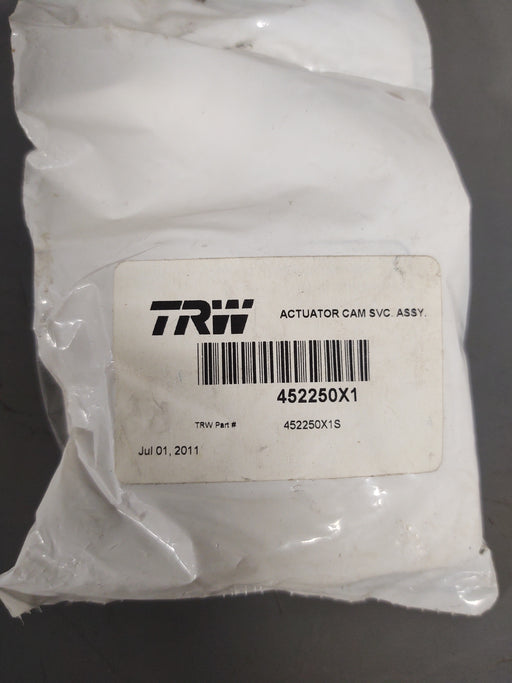 TRW
ACTUATOR CAM SVC. ASSY.
452250X1
TRW Part # 452250X1S
Jul 01, 2011